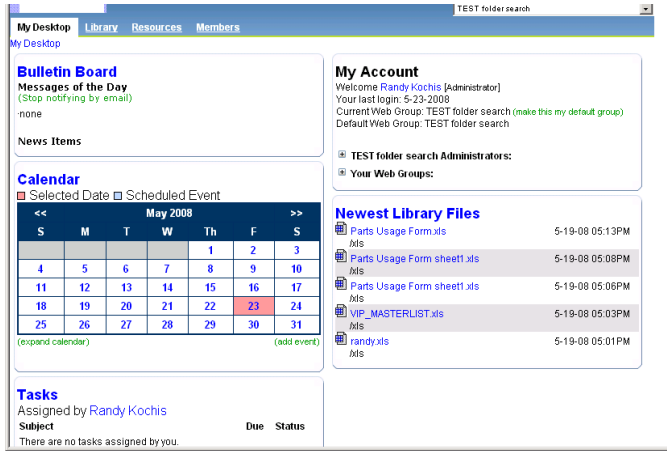 TEST folder search
My Desktop Library Resources Members
My Desktop
Bulletin Board
Messages of the Day
(Stop notifying by email)
·none
News Items
Calendar
Selected Date Scheduled Event
<< May 2008 >>
S M T W Th F S
1 2 3
4 5 6 7 8 9 10
11 12 13 14 15 16 17
18 19 20 21 22 23 24
25 26 27 28 29 30 31
(expand calendar) (add event)
Tasks
Assigned by Randy Kochis
Subject Due Status
There are no tasks assigned by you.
My Account
Welcome Randy Kochis [Administrator]
Your last login: 5-23-2008
Current Web Group: TEST folder search (make this my default group)
Default Web Group: TEST folder search
TEST folder search Administrators:
Your Web Groups:
Newest Library Files
Parts Usage Form.xls 5-19-08 05:13PM
/xls
Parts Usage Form sheet1.xls 5-19-08 05:08PM
/xls
Parts Usage Form sheet1.xls 5-19-08 05:06PM
/xls
VIP_MASTERLIST.xls 5-19-08 05:03PM
/xls
randy.xls 5-19-08 05:01PM
/xls